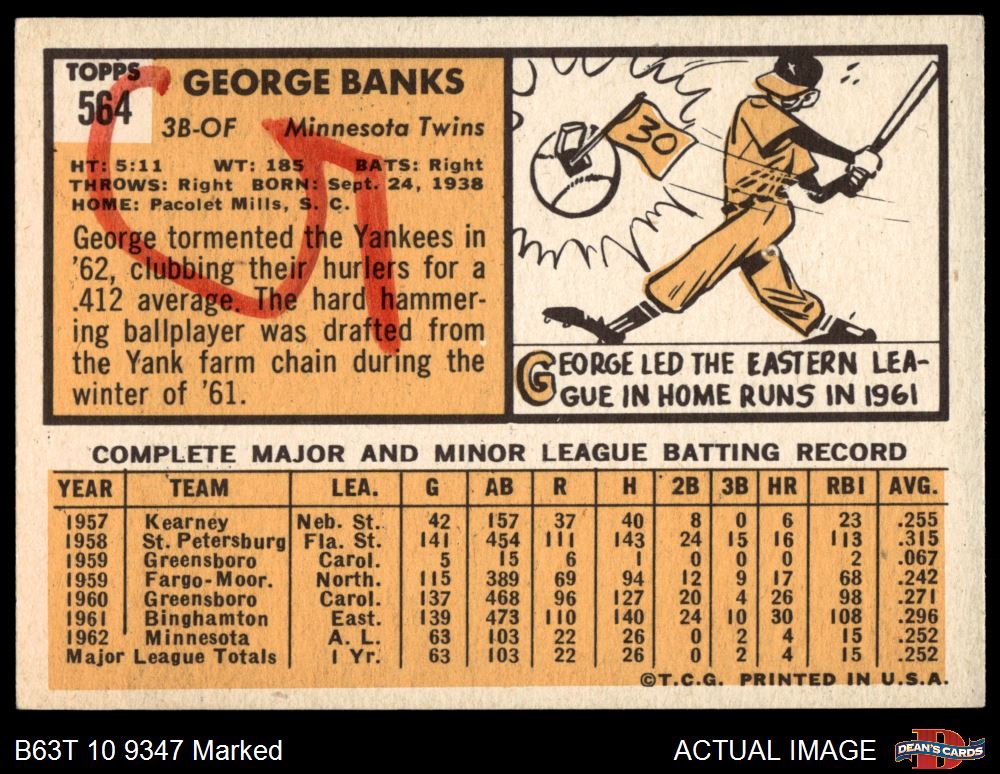 TOPPS
564
GEORGE BANKS
3B-OF Minnesota Twins
HT: 5:11 WT: 185 BATS: Right
THROWS: Right BORN: Sept. 24, 1938
HOME: Pacolet Mills, S. C.
George tormented the Yankees in
'62, clubbing their hurlers for a
.412 average. The hard hammer-
ing ballplayer was drafted from
the Yank farm chain during the
winter of '61.
30
GEORGE LED THE EASTERN LEA-
GUE IN HOME RUNS IN 1961
COMPLETE MAJOR AND MINOR LEAGUE BATTING RECORD
YEAR TEAM LEA. G AB R H 2B 3B HR RBI AVG.
1957 Kearney Neb. St. 42 157 37 40 8 0 6 23 .255
1958 St. Petersburg Fla. St. 141 454 111 143 24 15 16 113 .315
1959 Greensboro Carol. 5 15 6 1 0 0 0 2 .067
1959 Fargo-Moor. North. 115 389 69 94 12 9 17 68 .242
1960 Greensboro Carol. 137 468 96 127 20 4 26 98 .271
1961 Binghamton East. 139 473 110 140 24 10 30 108 .296
1962 Minnesota A. L. 63 103 22 26 0 2 4 15 .252
Major League Totals 1 Yr. 63 103 22 26 0 2 4 15 .252
©T.C.G. PRINTED IN U.S.A.
B63T 10 9347 Marked
ACTUAL IMAGE
DEAN'S CARDS